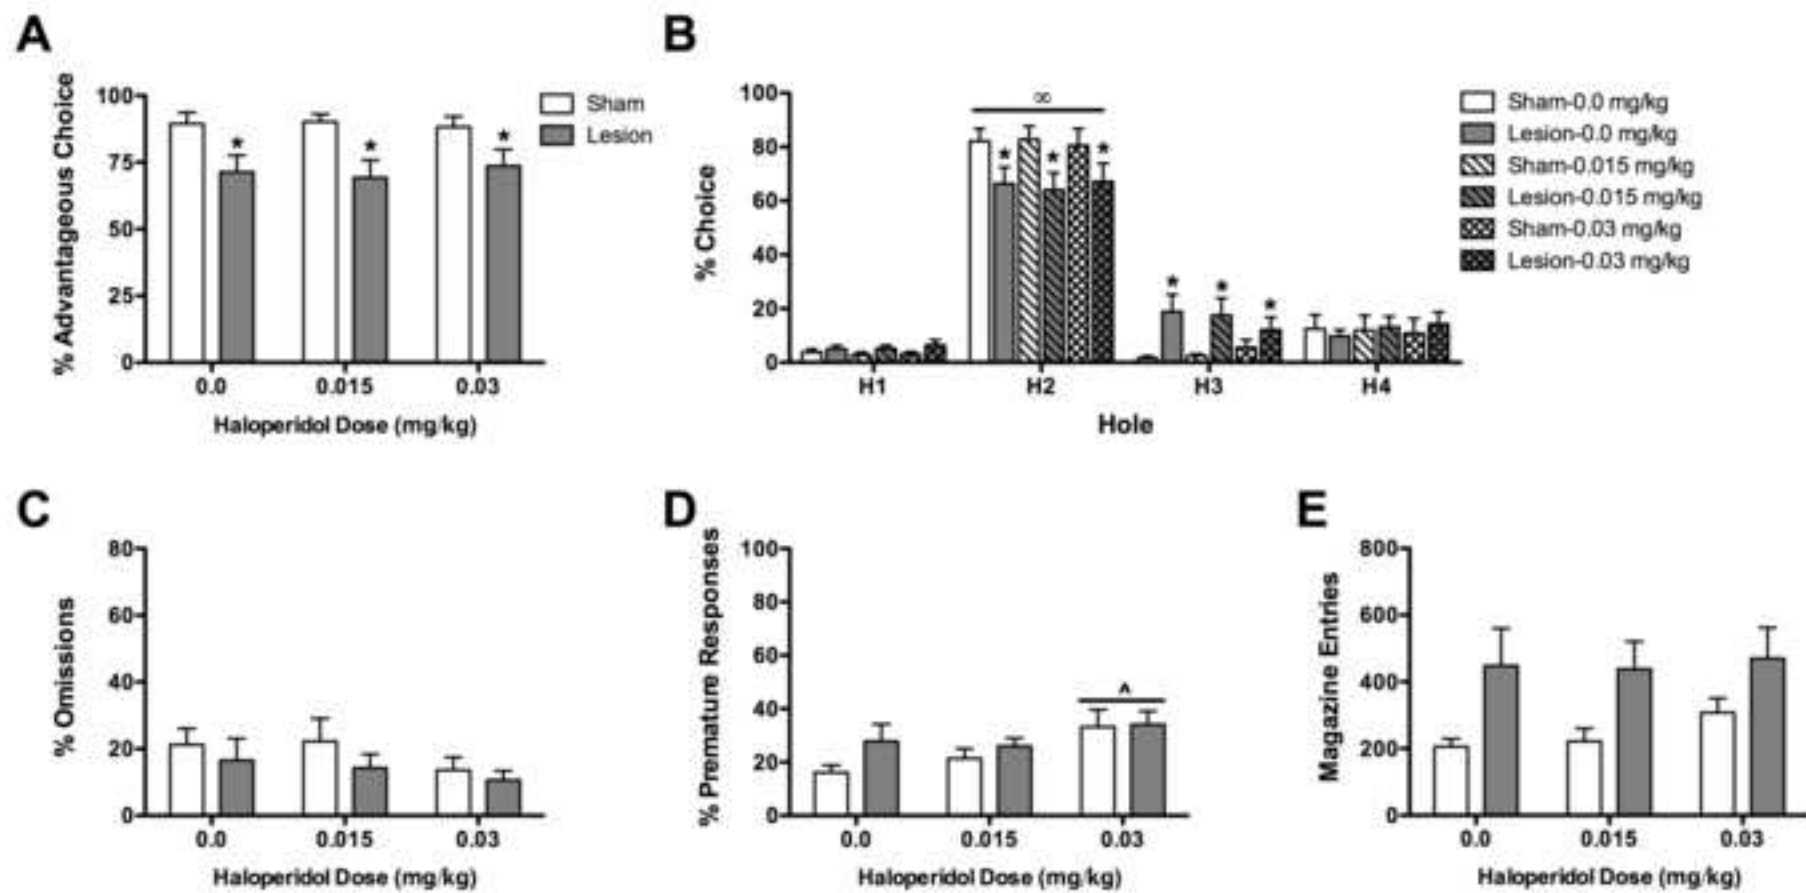 A
% Advantageous Choice
100
75
50
25
0
*
*
*
0.0
0.015
0.03
Haloperidol Dose (mg/kg)
Sham
Lesion
B
% Choice
100
80
60
40
20
0
∞
*
*
*
*
*
*
H1
H2
H3
H4
Hole
Sham-0.0 mg/kg
Lesion-0.0 mg/kg
Sham-0.015 mg/kg
Lesion-0.015 mg/kg
Sham-0.03 mg/kg
Lesion-0.03 mg/kg
C
% Omissions
80
60
40
20
0
0.0
0.015
0.03
Haloperidol Dose (mg/kg)
D
% Premature Responses
100
80
60
40
20
0
^
0.0
0.015
0.03
Haloperidol Dose (mg/kg)
E
Magazine Entries
800
600
400
200
0
0.0
0.015
0.03
Haloperidol Dose (mg/kg)